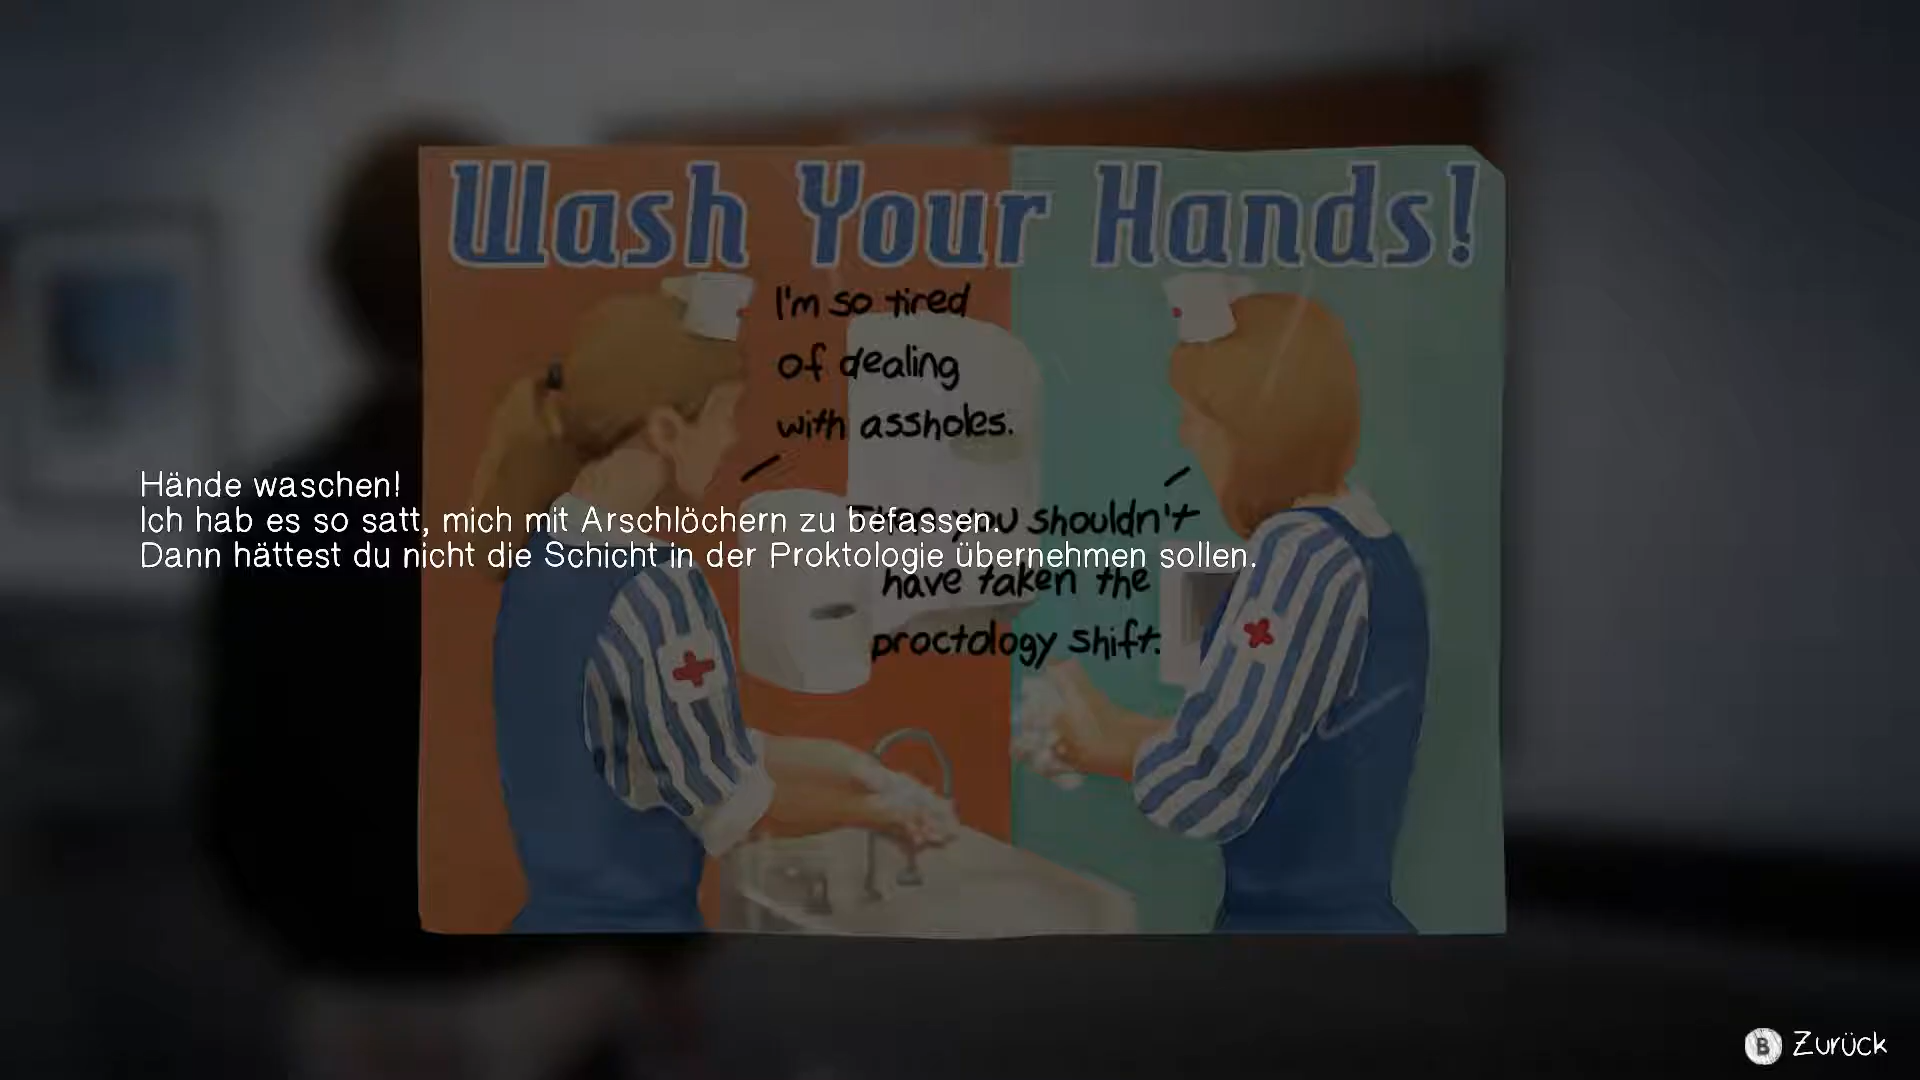 Wash Your Hands!
I'm so tired
of dealing
with assholes.
Hände waschen!
Ich hab es so satt, mich mit Arschlöchern zu befassen.
Dann hättest du nicht die Schicht in der Proktologie übernehmen sollen.
you shouldn't
have taken the
proctology shift.
B Zurück